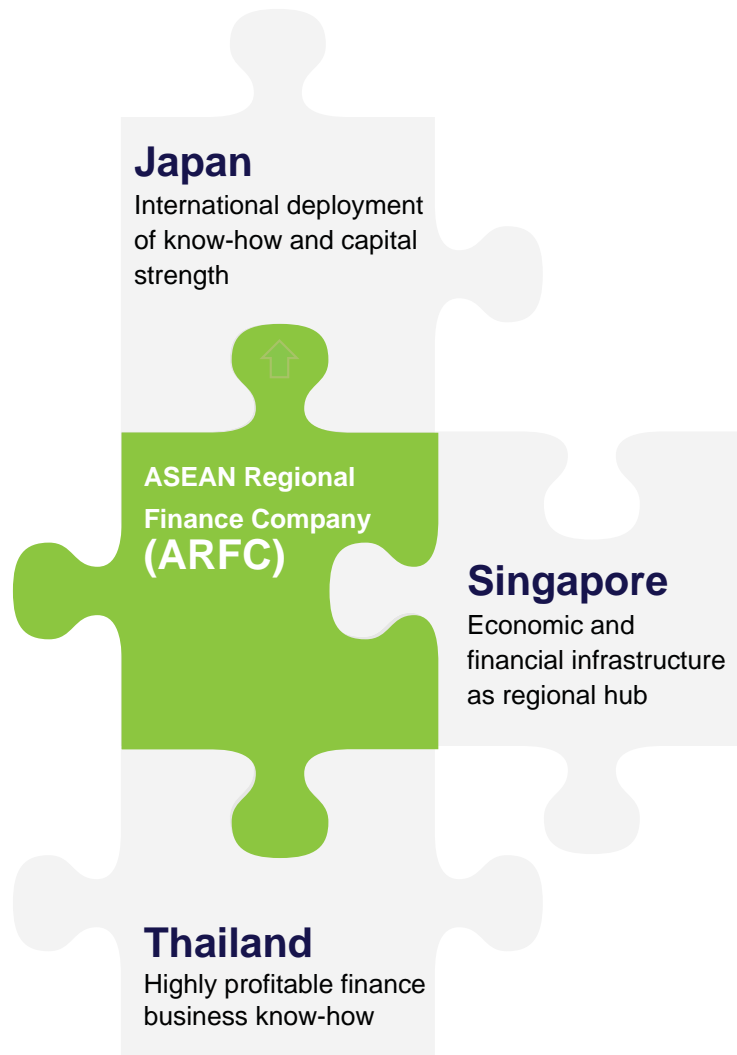 Japan
International deployment
of know-how and capital
strength
ASEAN Regional
Finance Company
(ARFC)
Singapore
Economic and
financial infrastructure
as regional hub
Thailand
Highly profitable finance
business know-how